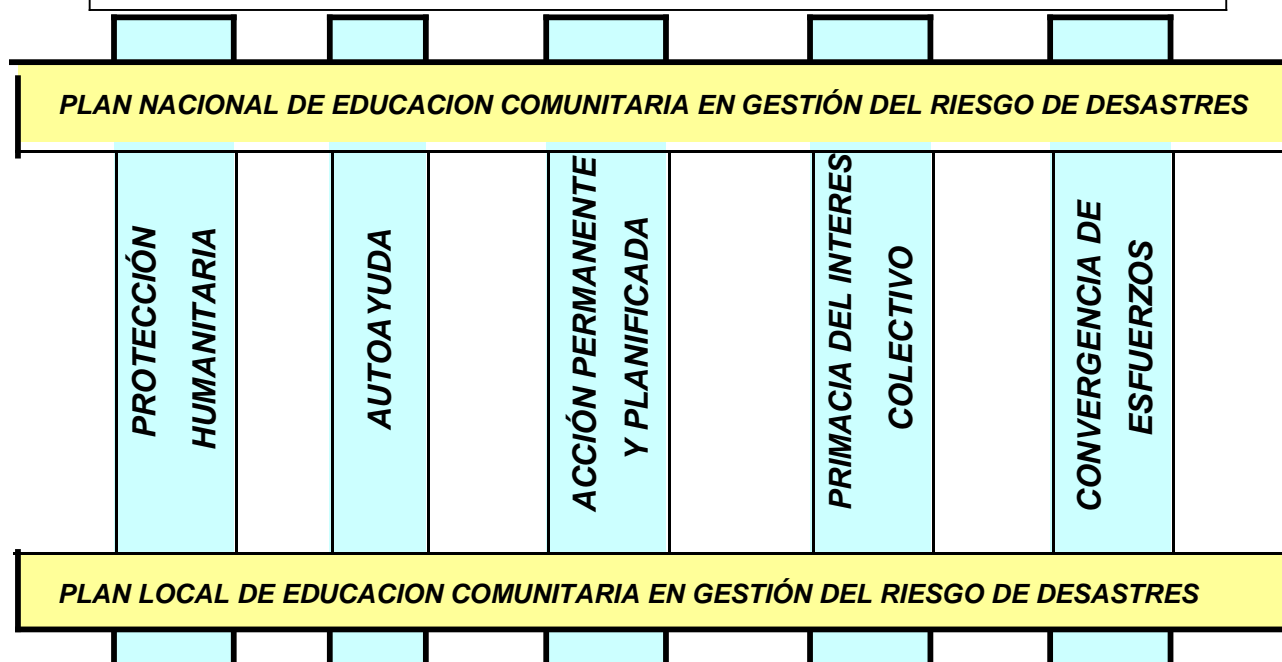 PLAN NACIONAL DE EDUCACION COMUNITARIA EN GESTIÓN DEL RIESGO DE DESASTRES
PROTECCIÓN
HUMANITARIA
AUTOAYUDA
ACCIÓN PERMANENTE
Y PLANIFICADA
PRIMACIA DEL INTERES
COLECTIVO
CONVERGENCIA DE
ESFUERZOS
PLAN LOCAL DE EDUCACION COMUNITARIA EN GESTIÓN DEL RIESGO DE DESASTRES